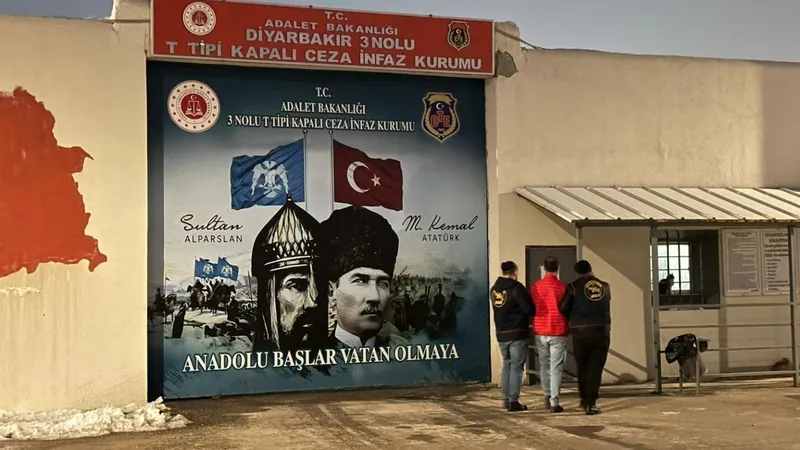 T.C.
ADALET BAKANLIĞI
DİYARBAKIR 3 NOLU
T TİPİ KAPALI CEZA İNFAZ KURUMU
T.C.
ADALET BAKANLIĞI
3 NOLU T TİPİ KAPALI CEZA İNFAZ KURUMU
Sultan
ALPARSLAN
M. Kemal
ATATÜRK
ANADOLU BAŞLAR VATAN OLMAYA